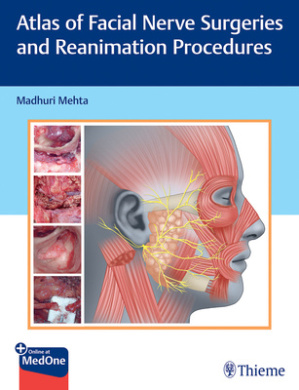 Atlas of Facial Nerve Surgeries
and Reanimation Procedures
Madhuri Mehta
+ Online at
MedOne
Thieme